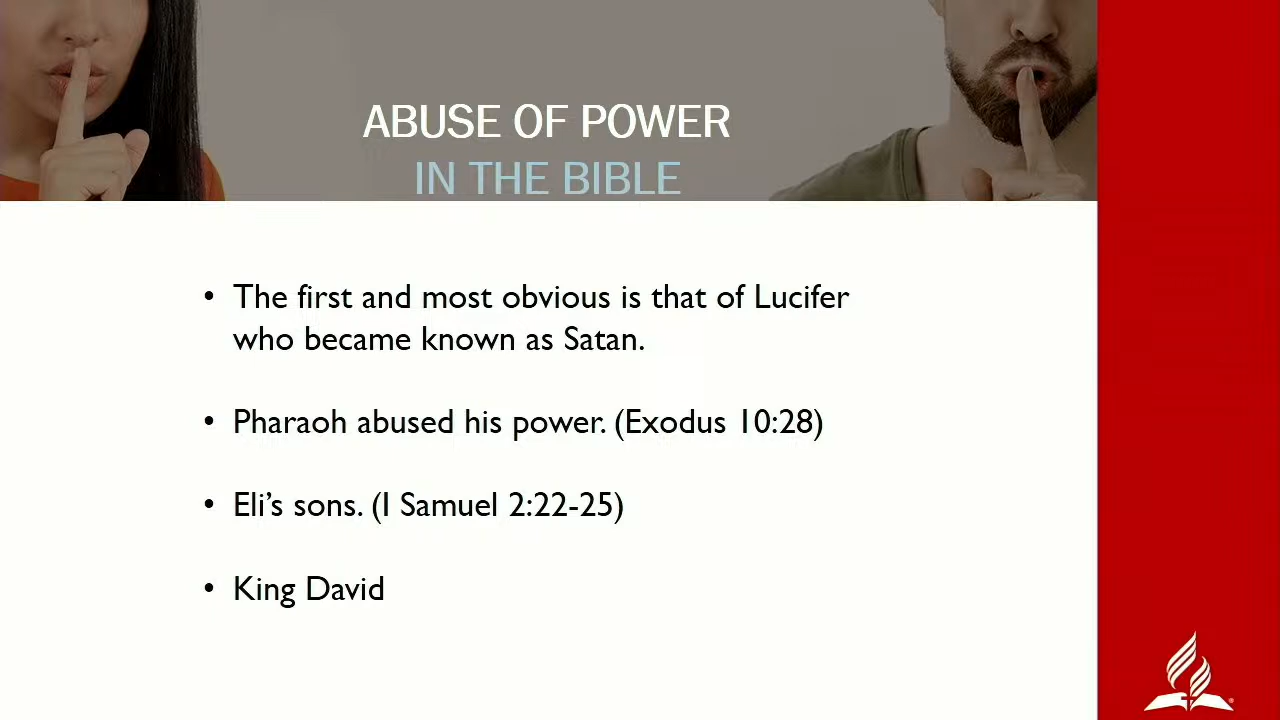 ABUSE OF POWER
IN THE BIBLE
• The first and most obvious is that of Lucifer
who became known as Satan.
• Pharaoh abused his power. (Exodus 10:28)
• Eli’s sons. (I Samuel 2:22-25)
• King David